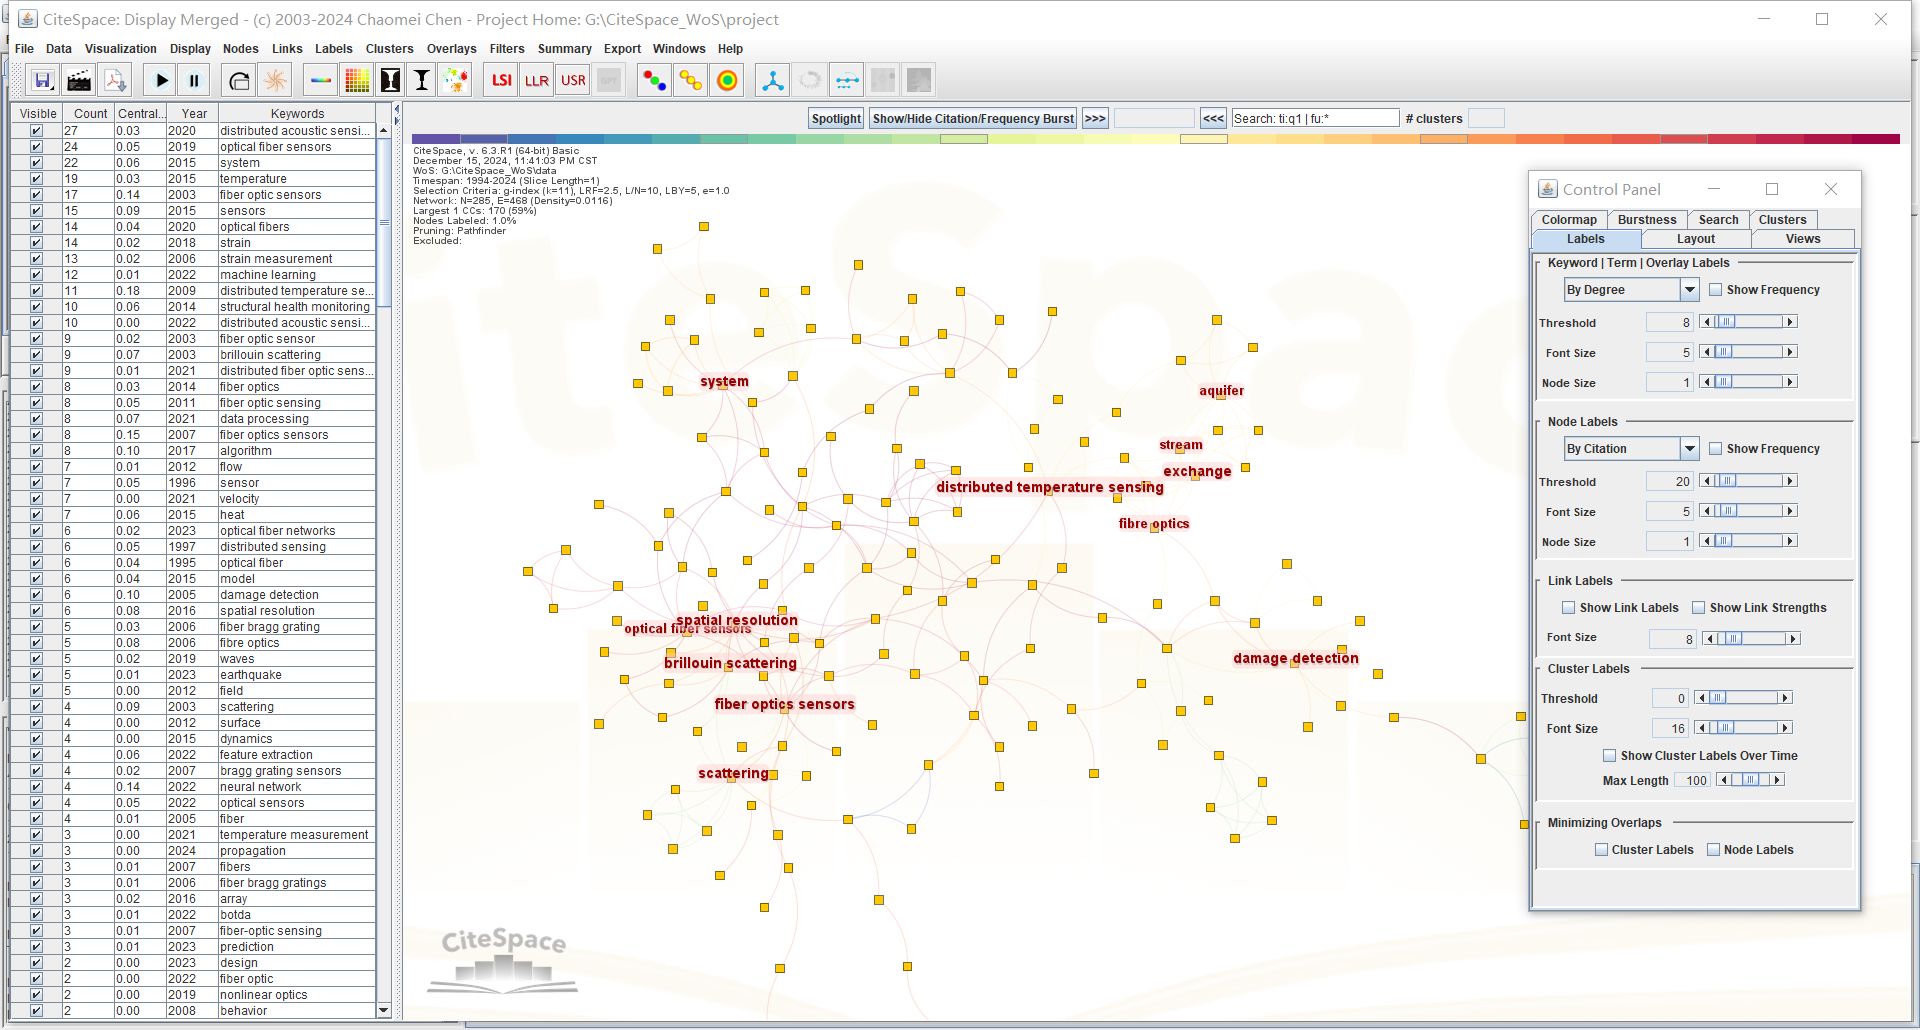 CiteSpace: Display Merged - (c) 2003-2024 Chaomei Chen - Project Home: G:\CiteSpace_WoS\project
File Data Visualization Display Nodes Links Labels Clusters Overlays Filters Summary Export Windows Help
LSI LLR USR GPT
Visible Count Central... Year Keywords
27 0.03 2020 distributed acoustic sensi...
24 0.05 2019 optical fiber sensors
22 0.06 2015 system
19 0.03 2015 temperature
17 0.14 2003 fiber optic sensors
15 0.09 2015 sensors
14 0.04 2020 optical fibers
14 0.02 2018 strain
13 0.02 2006 strain measurement
12 0.01 2022 machine learning
11 0.18 2009 distributed temperature se...
10 0.06 2014 structural health monitoring
10 0.00 2022 distributed acoustic sensi...
9 0.02 2003 fiber optic sensor
9 0.07 2003 brillouin scattering
9 0.01 2021 distributed fiber optic sens...
8 0.03 2014 fiber optics
8 0.05 2011 fiber optic sensing
8 0.07 2021 data processing
8 0.15 2007 fiber optics sensors
8 0.10 2017 algorithm
7 0.01 2012 flow
7 0.05 1996 sensor
7 0.00 2021 velocity
7 0.06 2015 heat
6 0.02 2023 optical fiber networks
6 0.05 1997 distributed sensing
6 0.04 1995 optical fiber
6 0.04 2015 model
6 0.10 2005 damage detection
6 0.08 2016 spatial resolution
5 0.03 2006 fiber bragg grating
5 0.08 2006 fibre optics
5 0.02 2019 waves
5 0.01 2023 earthquake
5 0.00 2012 field
4 0.09 2003 scattering
4 0.00 2012 surface
4 0.00 2015 dynamics
4 0.06 2022 feature extraction
4 0.02 2007 bragg grating sensors
4 0.14 2022 neural network
4 0.05 2022 optical sensors
4 0.01 2005 fiber
3 0.00 2021 temperature measurement
3 0.00 2024 propagation
3 0.01 2007 fibers
3 0.01 2006 fiber bragg gratings
3 0.02 2016 array
3 0.01 2022 botda
3 0.01 2007 fiber-optic sensing
3 0.01 2023 prediction
2 0.00 2023 design
2 0.00 2022 fiber optic
2 0.00 2019 nonlinear optics
2 0.00 2008 behavior
Spotlight Show/Hide Citation/Frequency Burst >>> <<< Search: ti:q1 | fu:* # clusters
CiteSpace, v. 6.3.R1 (64-bit) Basic
December 15, 2024, 11:41:03 PM CST
WoS: G:\CiteSpace_WoS\data
Timespan: 1994-2024 (Slice Length=1)
Selection Criteria: g-index (k=11), LRF=2.5, L/N=10, LBY=5, e=1.0
Network: N=285, E=468 (Density=0.0116)
Largest 1 CCs: 170 (59%)
Nodes Labeled: 1.0%
Pruning: Pathfinder
Excluded:
system
aquifer
stream
exchange
distributed temperature sensing
fibre optics
spatial resolution
optical fiber sensors
brillouin scattering
damage detection
fiber optics sensors
scattering
CiteSpace
Control Panel
Colormap Burstness Search Clusters
Labels Layout Views
Keyword | Term | Overlay Labels
By Degree Show Frequency
Threshold 8
Font Size 5
Node Size 1
Node Labels
By Citation Show Frequency
Threshold 20
Font Size 5
Node Size 1
Link Labels
Show Link Labels Show Link Strengths
Font Size 8
Cluster Labels
Threshold 0
Font Size 16
Show Cluster Labels Over Time
Max Length 100
Minimizing Overlaps
Cluster Labels Node Labels